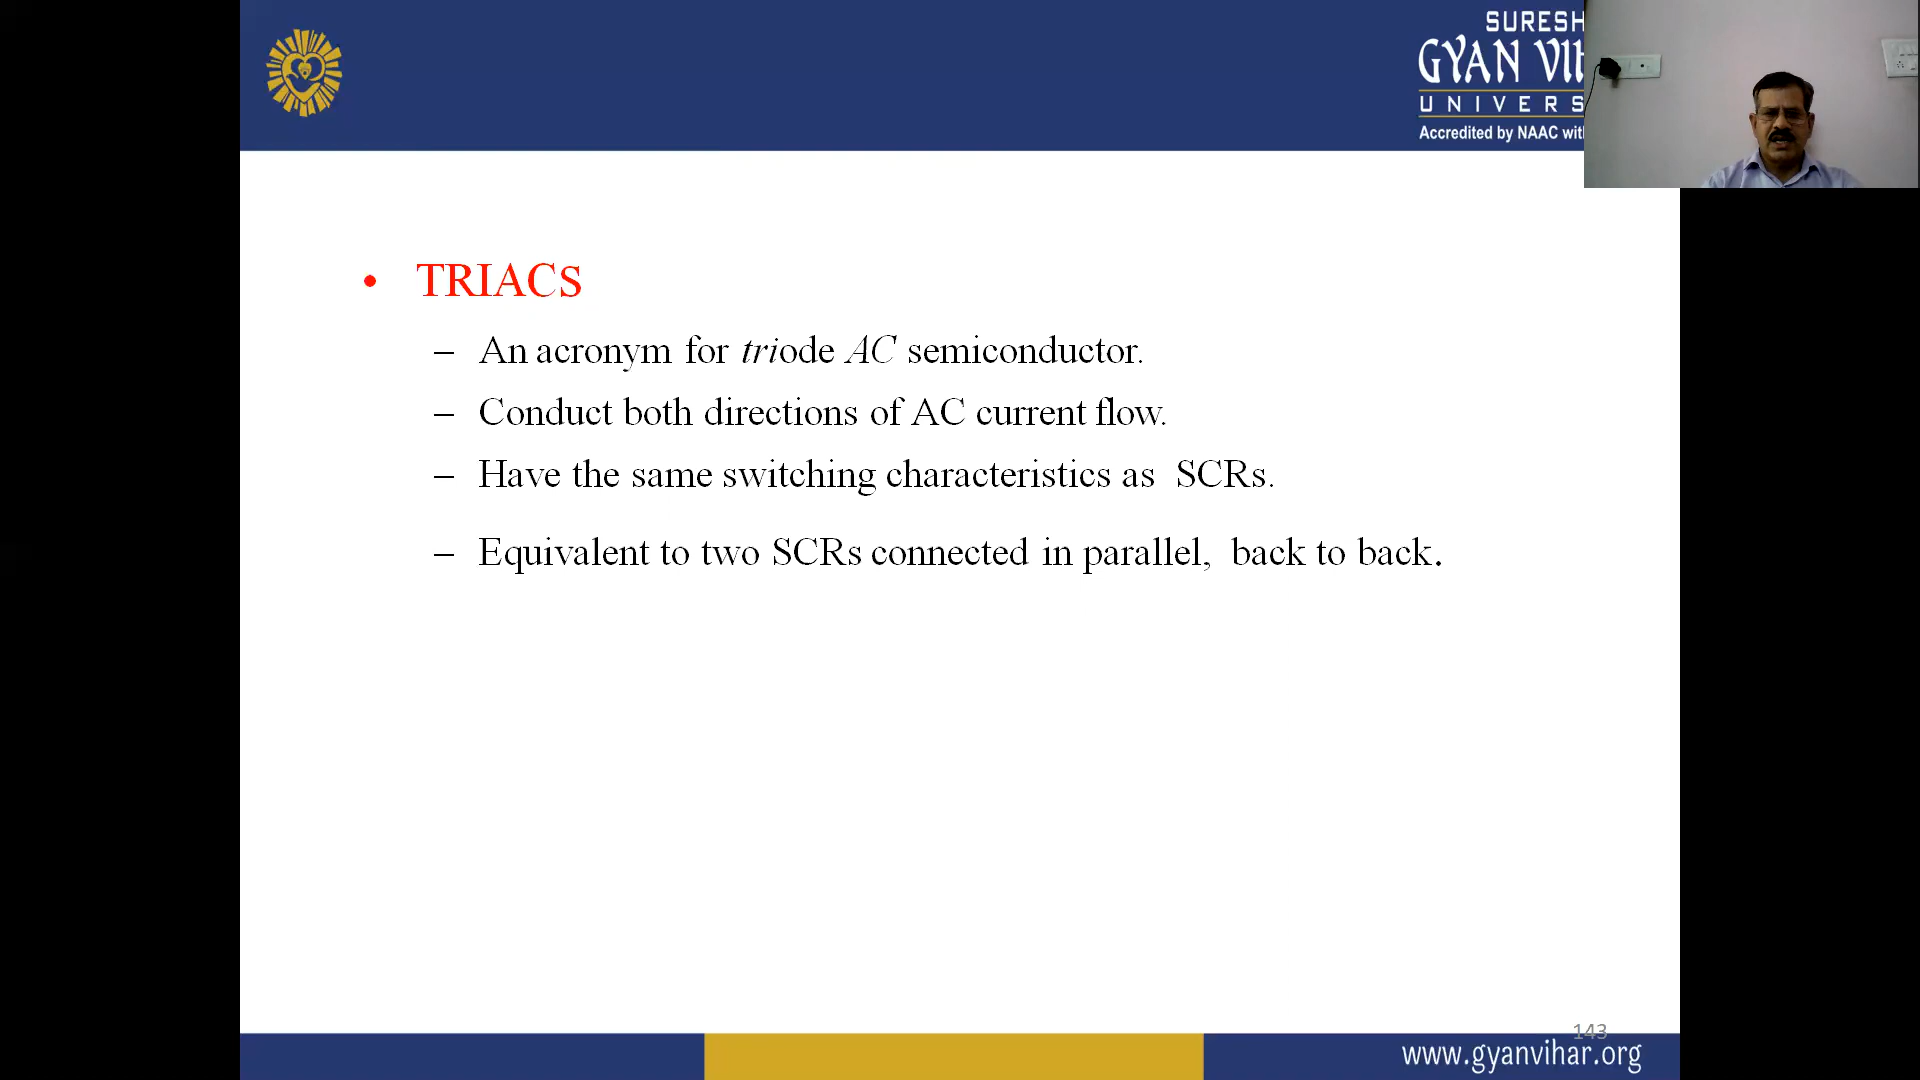 SURESH
GYAN VIH
UNIVERS
Accredited by NAAC with
• TRIACS
– An acronym for triode AC semiconductor.
– Conduct both directions of AC current flow.
– Have the same switching characteristics as SCRs.
– Equivalent to two SCRs connected in parallel, back to back.
143
www.gyanvihar.org